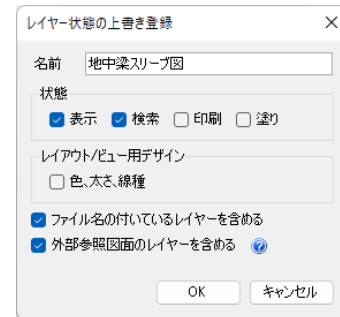 レイヤー状態の上書き登録
名前 地中梁スリーブ図
状態
表示 検索 印刷 塗り
レイアウト/ビュー用デザイン
色、太さ、線種
ファイル名の付いているレイヤーを含める
外部参照図面のレイヤーを含める ?
OK キャンセル